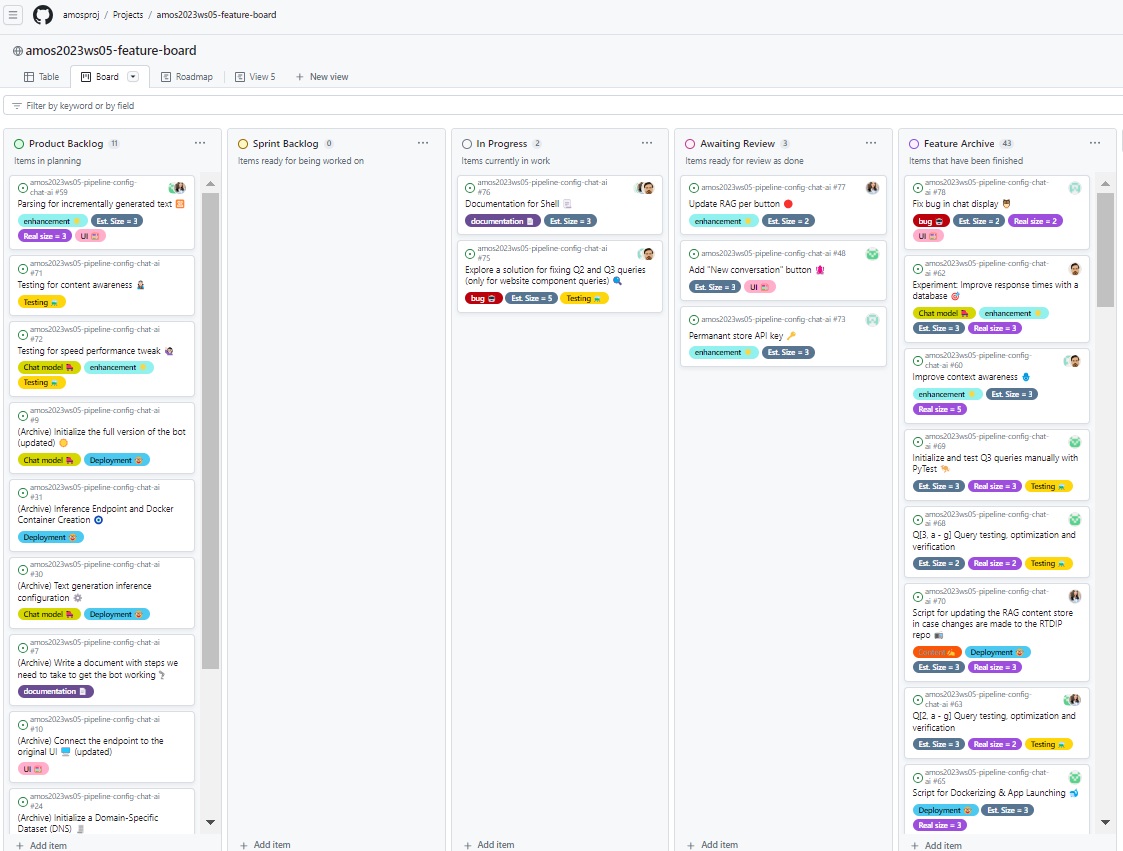 amosproj / Projects / amos2023ws05-feature-board
amos2023ws05-feature-board
Table
Board
Roadmap
View 5
+ New view
Filter by keyword or by field
Product Backlog 11
Items in planning
amos2023ws05-pipeline-config-
chat-ai #59
Parsing for incrementally generated text
enhancement Est. Size = 3
Real size = 3 UI
amos2023ws05-pipeline-config-chat-ai
#71
Testing for content awareness
Testing
amos2023ws05-pipeline-config-chat-ai
#72
Testing for speed performance tweak
Chat model enhancement
Testing
amos2023ws05-pipeline-config-chat-ai
#9
(Archive) Initialize the full version of the bot
(updated)
Chat model Deployment
amos2023ws05-pipeline-config-chat-ai
#31
(Archive) Inference Endpoint and Docker
Container Creation
Deployment
amos2023ws05-pipeline-config-chat-ai
#30
(Archive) Text generation inference
configuration
Chat model Deployment
amos2023ws05-pipeline-config-chat-ai
#7
(Archive) Write a document with steps we
need to take to get the bot working
documentation
amos2023ws05-pipeline-config-chat-ai
#10
(Archive) Connect the endpoint to the
original UI (updated)
UI
amos2023ws05-pipeline-config-chat-ai
#24
(Archive) Initialize a Domain-Specific
Dataset (DNS)
+ Add item
Sprint Backlog 0
Items ready for being worked on
+ Add item
In Progress 2
Items currently in work
amos2023ws05-pipeline-config-chat-ai
#76
Documentation for Shell
documentation Est. Size = 3
amos2023ws05-pipeline-config-chat-ai
#75
Explore a solution for fixing Q2 and Q3 queries
(only for website component queries)
bug Est. Size = 5 Testing
+ Add item
Awaiting Review 3
Items ready for review as done
amos2023ws05-pipeline-config-chat-ai #77
Update RAG per button
enhancement Est. Size = 2
amos2023ws05-pipeline-config-chat-ai #48
Add "New conversation" button
Est. Size = 3 UI
amos2023ws05-pipeline-config-chat-ai #73
Permanant store API key
enhancement Est. Size = 3
+ Add item
Feature Archive 43
Items that have been finished
amos2023ws05-pipeline-config-chat-
ai #78
Fix bug in chat display
bug Est. Size = 2 Real size = 2
UI
amos2023ws05-pipeline-config-chat-
ai #62
Experiment: Improve response times with a
database
Chat model enhancement
Est. Size = 3 Real size = 3
amos2023ws05-pipeline-config-
chat-ai #60
Improve context awareness
enhancement Est. Size = 3
Real size = 5
amos2023ws05-pipeline-config-chat-
ai #69
Initialize and test Q3 queries manually with
PyTest
Est. Size = 3 Real size = 3 Testing
amos2023ws05-pipeline-config-chat-
ai #68
Q[3, a - g] Query testing, optimization and
verification
Est. Size = 2 Real size = 2 Testing
amos2023ws05-pipeline-config-chat-
ai #70
Script for updating the RAG content store
in case changes are made to the RTDIP
repo
Content Deployment
Est. Size = 3 Real size = 3
amos2023ws05-pipeline-config-chat-
ai #63
Q[2, a - g] Query testing, optimization and
verification
Est. Size = 3 Real size = 2 Testing
amos2023ws05-pipeline-config-chat-
ai #65
Script for Dockerizing & App Launching
Deployment Est. Size = 3
Real size = 3
+ Add item